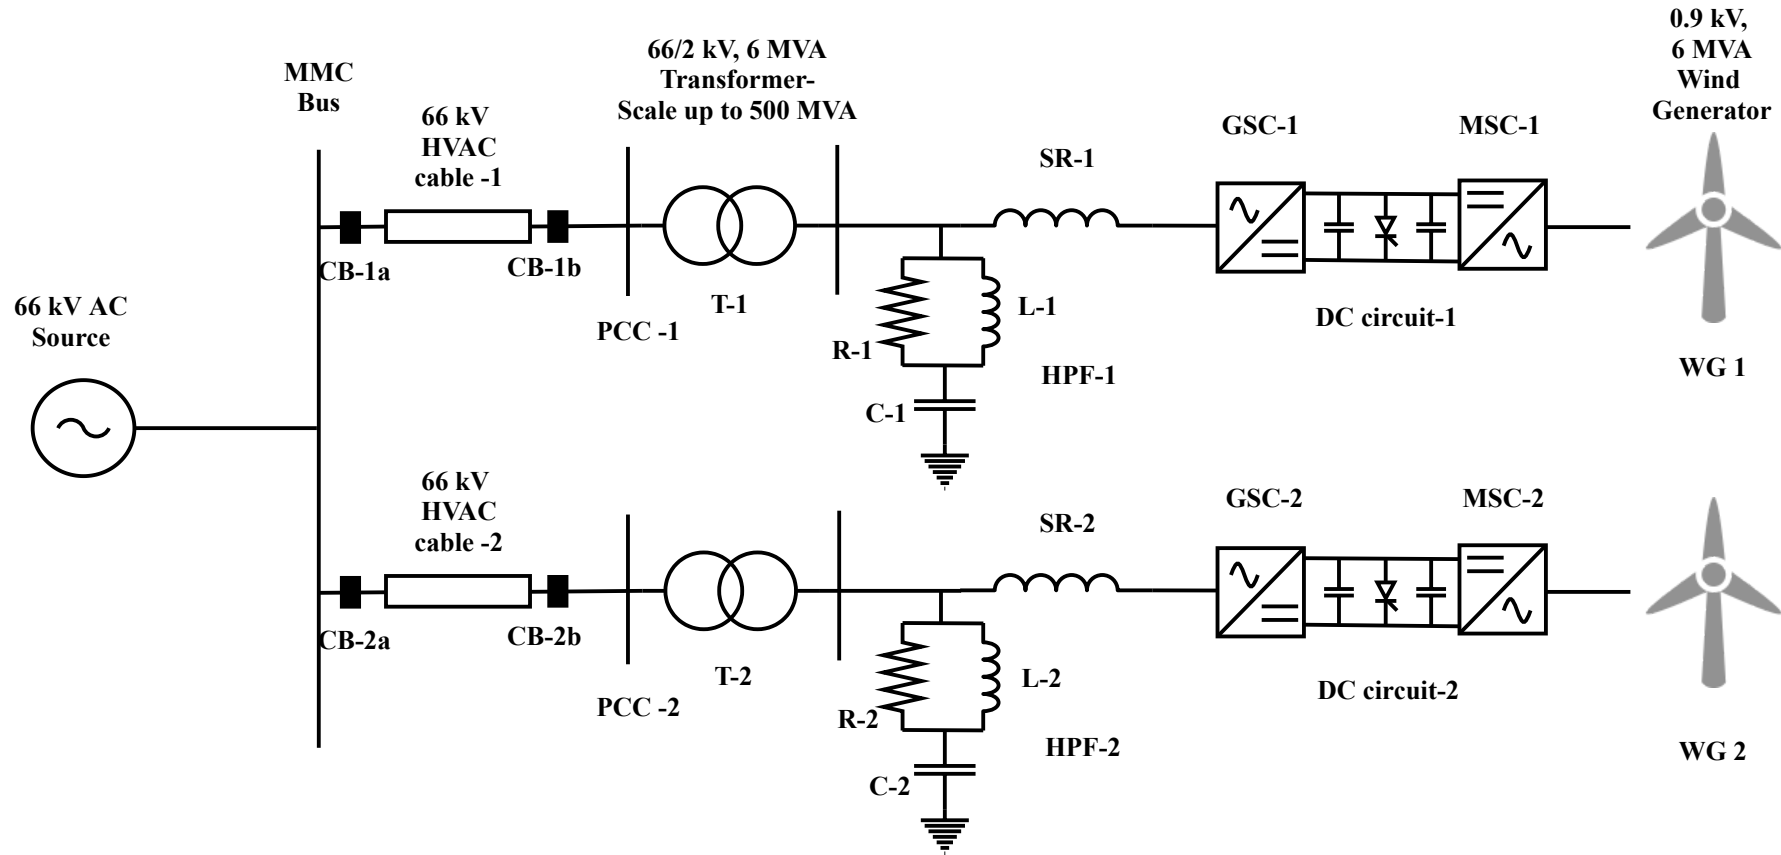 0.9 kV,
6 MVA
Wind
Generator
66/2 kV, 6 MVA
Transformer-
Scale up to 500 MVA
MMC
Bus
66 kV
HVAC
cable -1
GSC-1
MSC-1
SR-1
CB-1a
CB-1b
T-1
L-1
PCC -1
R-1
DC circuit-1
HPF-1
WG 1
C-1
66 kV AC
Source
66 kV
HVAC
cable -2
GSC-2
MSC-2
SR-2
CB-2a
CB-2b
T-2
L-2
PCC -2
R-2
DC circuit-2
HPF-2
WG 2
C-2